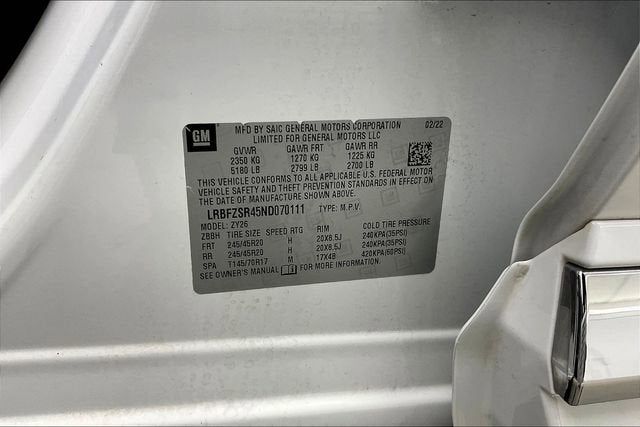 GM
MFD BY SAIC GENERAL MOTORS CORPORATION 02/22
LIMITED FOR GENERAL MOTORS LLC
GVWR GAWR FRT GAWR RR
2350 KG 1270 KG 1225 KG
5180 LB 2799 LB 2700 LB
THIS VEHICLE CONFORMS TO ALL APPLICABLE U.S. FEDERAL MOTOR
VEHICLE SAFETY AND THEFT PREVENTION STANDARDS IN EFFECT ON
THE DATE OF MANUFACTURE SHOWN ABOVE.
LRBFZSR45ND070111 TYPE: M.P.V.
MODEL: ZY26
ZBBH TIRE SIZE SPEED RTG RIM COLD TIRE PRESSURE
FRT 245/45R20 H 20X8.5J 240KPA(35PSI)
RR 245/45R20 H 20X8.5J 240KPA(35PSI)
SPA T145/70R17 M 17X4B 420KPA(60PSI)
SEE OWNER'S MANUAL FOR MORE INFORMATION.